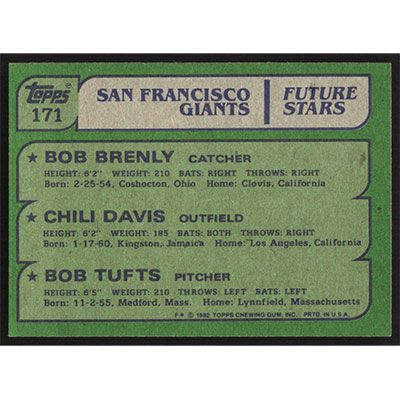 topps
171
SAN FRANCISCO GIANTS
FUTURE STARS
★ BOB BRENLY CATCHER
HEIGHT: 6'2" WEIGHT: 210 BATS: RIGHT THROWS: RIGHT
Born: 2-25-54, Coshocton, Ohio Home: Clovis, California
★ CHILI DAVIS OUTFIELD
HEIGHT: 6'2" WEIGHT: 185 BATS: BOTH THROWS: RIGHT
Born: 1-17-60, Kingston, Jamaica Home: Los Angeles, California
★ BOB TUFTS PITCHER
HEIGHT: 6'5" WEIGHT: 210 THROWS: LEFT BATS: LEFT
Born: 11-2-55, Medford, Mass. Home: Lynnfield, Massachusetts
F* © 1982 TOPPS CHEWING GUM, INC. PRTD. IN U.S.A.